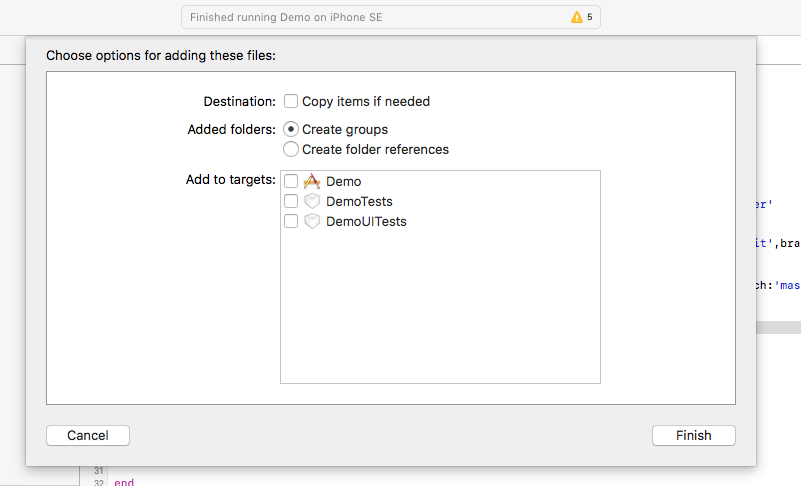 Finished running Demo on iPhone SE 5
Choose options for adding these files:
Destination: Copy items if needed
Added folders: Create groups
Create folder references
Add to targets: Demo
DemoTests
DemoUITests
er'
it',bra
ch:'mas
Cancel Finish
31
32 end